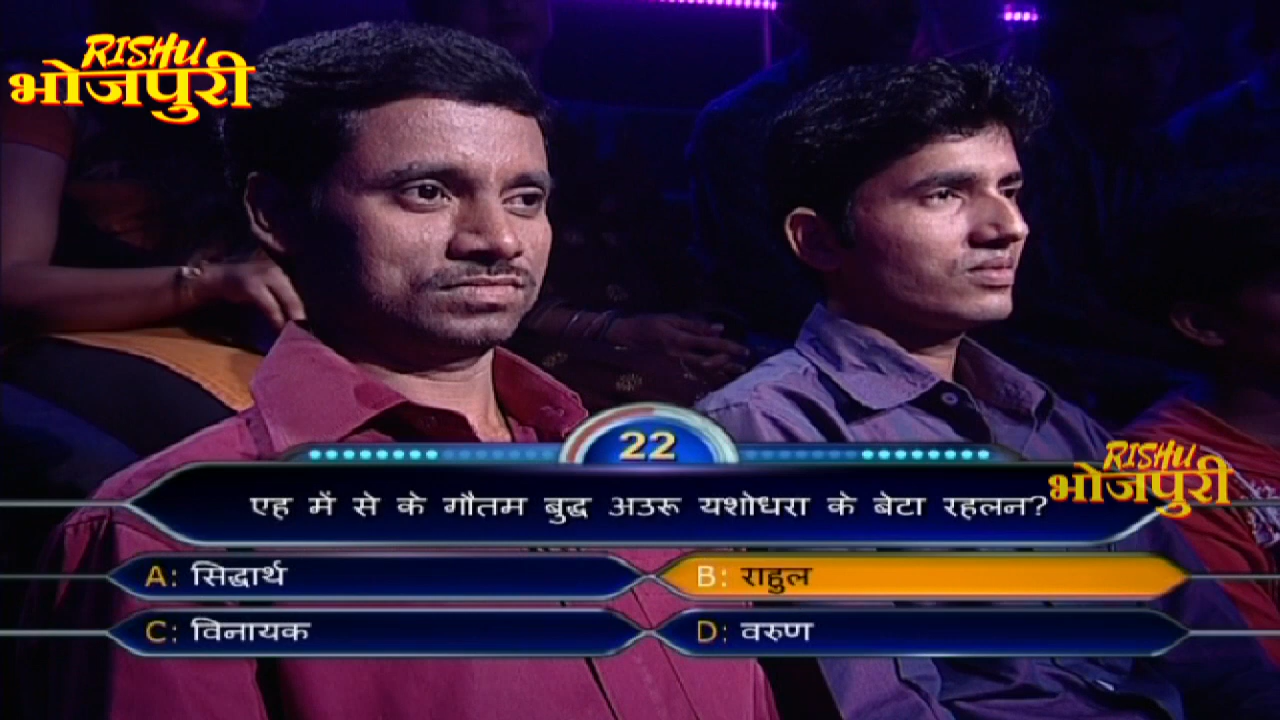 RISHU
भोजपुरी
22
एह में से के गौतम बुद्ध अउरू यशोधरा के बेटा रहलन?
RISHU
भोजपुरी
A: सिद्धार्थ
B: राहुल
C: विनायक
D: वरुण